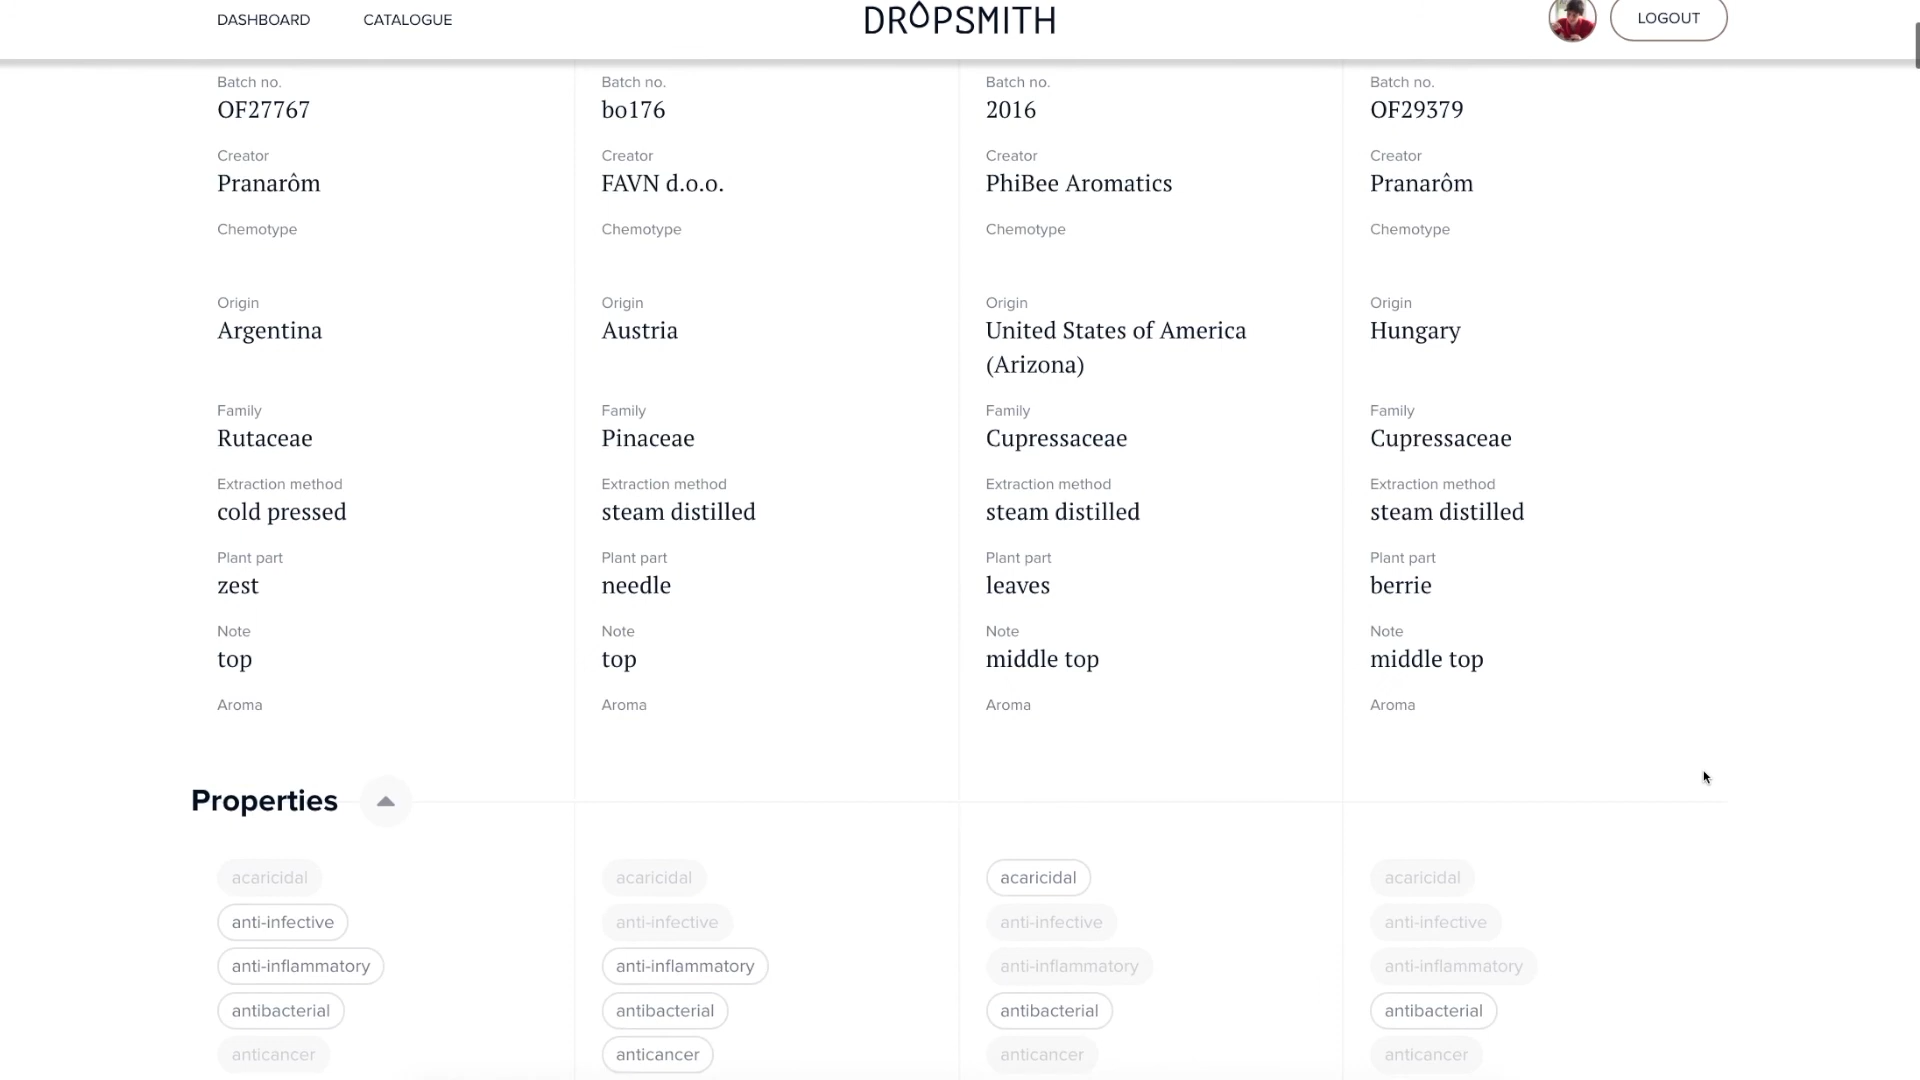 DASHBOARD CATALOGUE DROPSMITH LOGOUT
Batch no. Batch no. Batch no. Batch no.
OF27767 bo176 2016 OF29379
Creator Creator Creator Creator
Pranarôm FAVN d.o.o. PhiBee Aromatics Pranarôm
Chemotype Chemotype Chemotype Chemotype
Origin Origin Origin Origin
Argentina Austria United States of America Hungary
(Arizona)
Family Family Family Family
Rutaceae Pinaceae Cupressaceae Cupressaceae
Extraction method Extraction method Extraction method Extraction method
cold pressed steam distilled steam distilled steam distilled
Plant part Plant part Plant part Plant part
zest needle leaves berrie
Note Note Note Note
top top middle top middle top
Aroma Aroma Aroma Aroma
Properties
acaricidal acaricidal acaricidal acaricidal
anti-infective anti-infective anti-infective anti-infective
anti-inflammatory anti-inflammatory anti-inflammatory anti-inflammatory
antibacterial antibacterial antibacterial antibacterial
anticancer anticancer anticancer anticancer